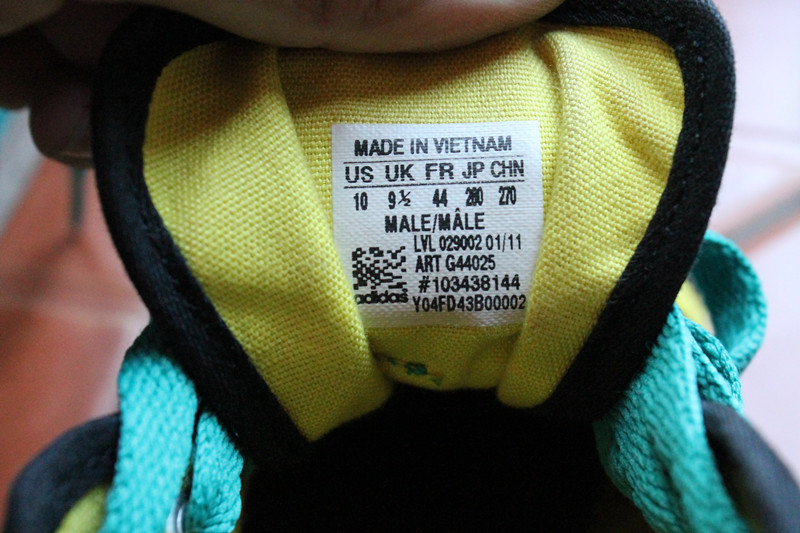 MADE IN VIETNAM
US UK FR JP CHN
10 9½ 44 280 270
MALE/MÂLE
LVL 029002 01/11
ART G44025
#103438144
adidas Y04FD43B00002